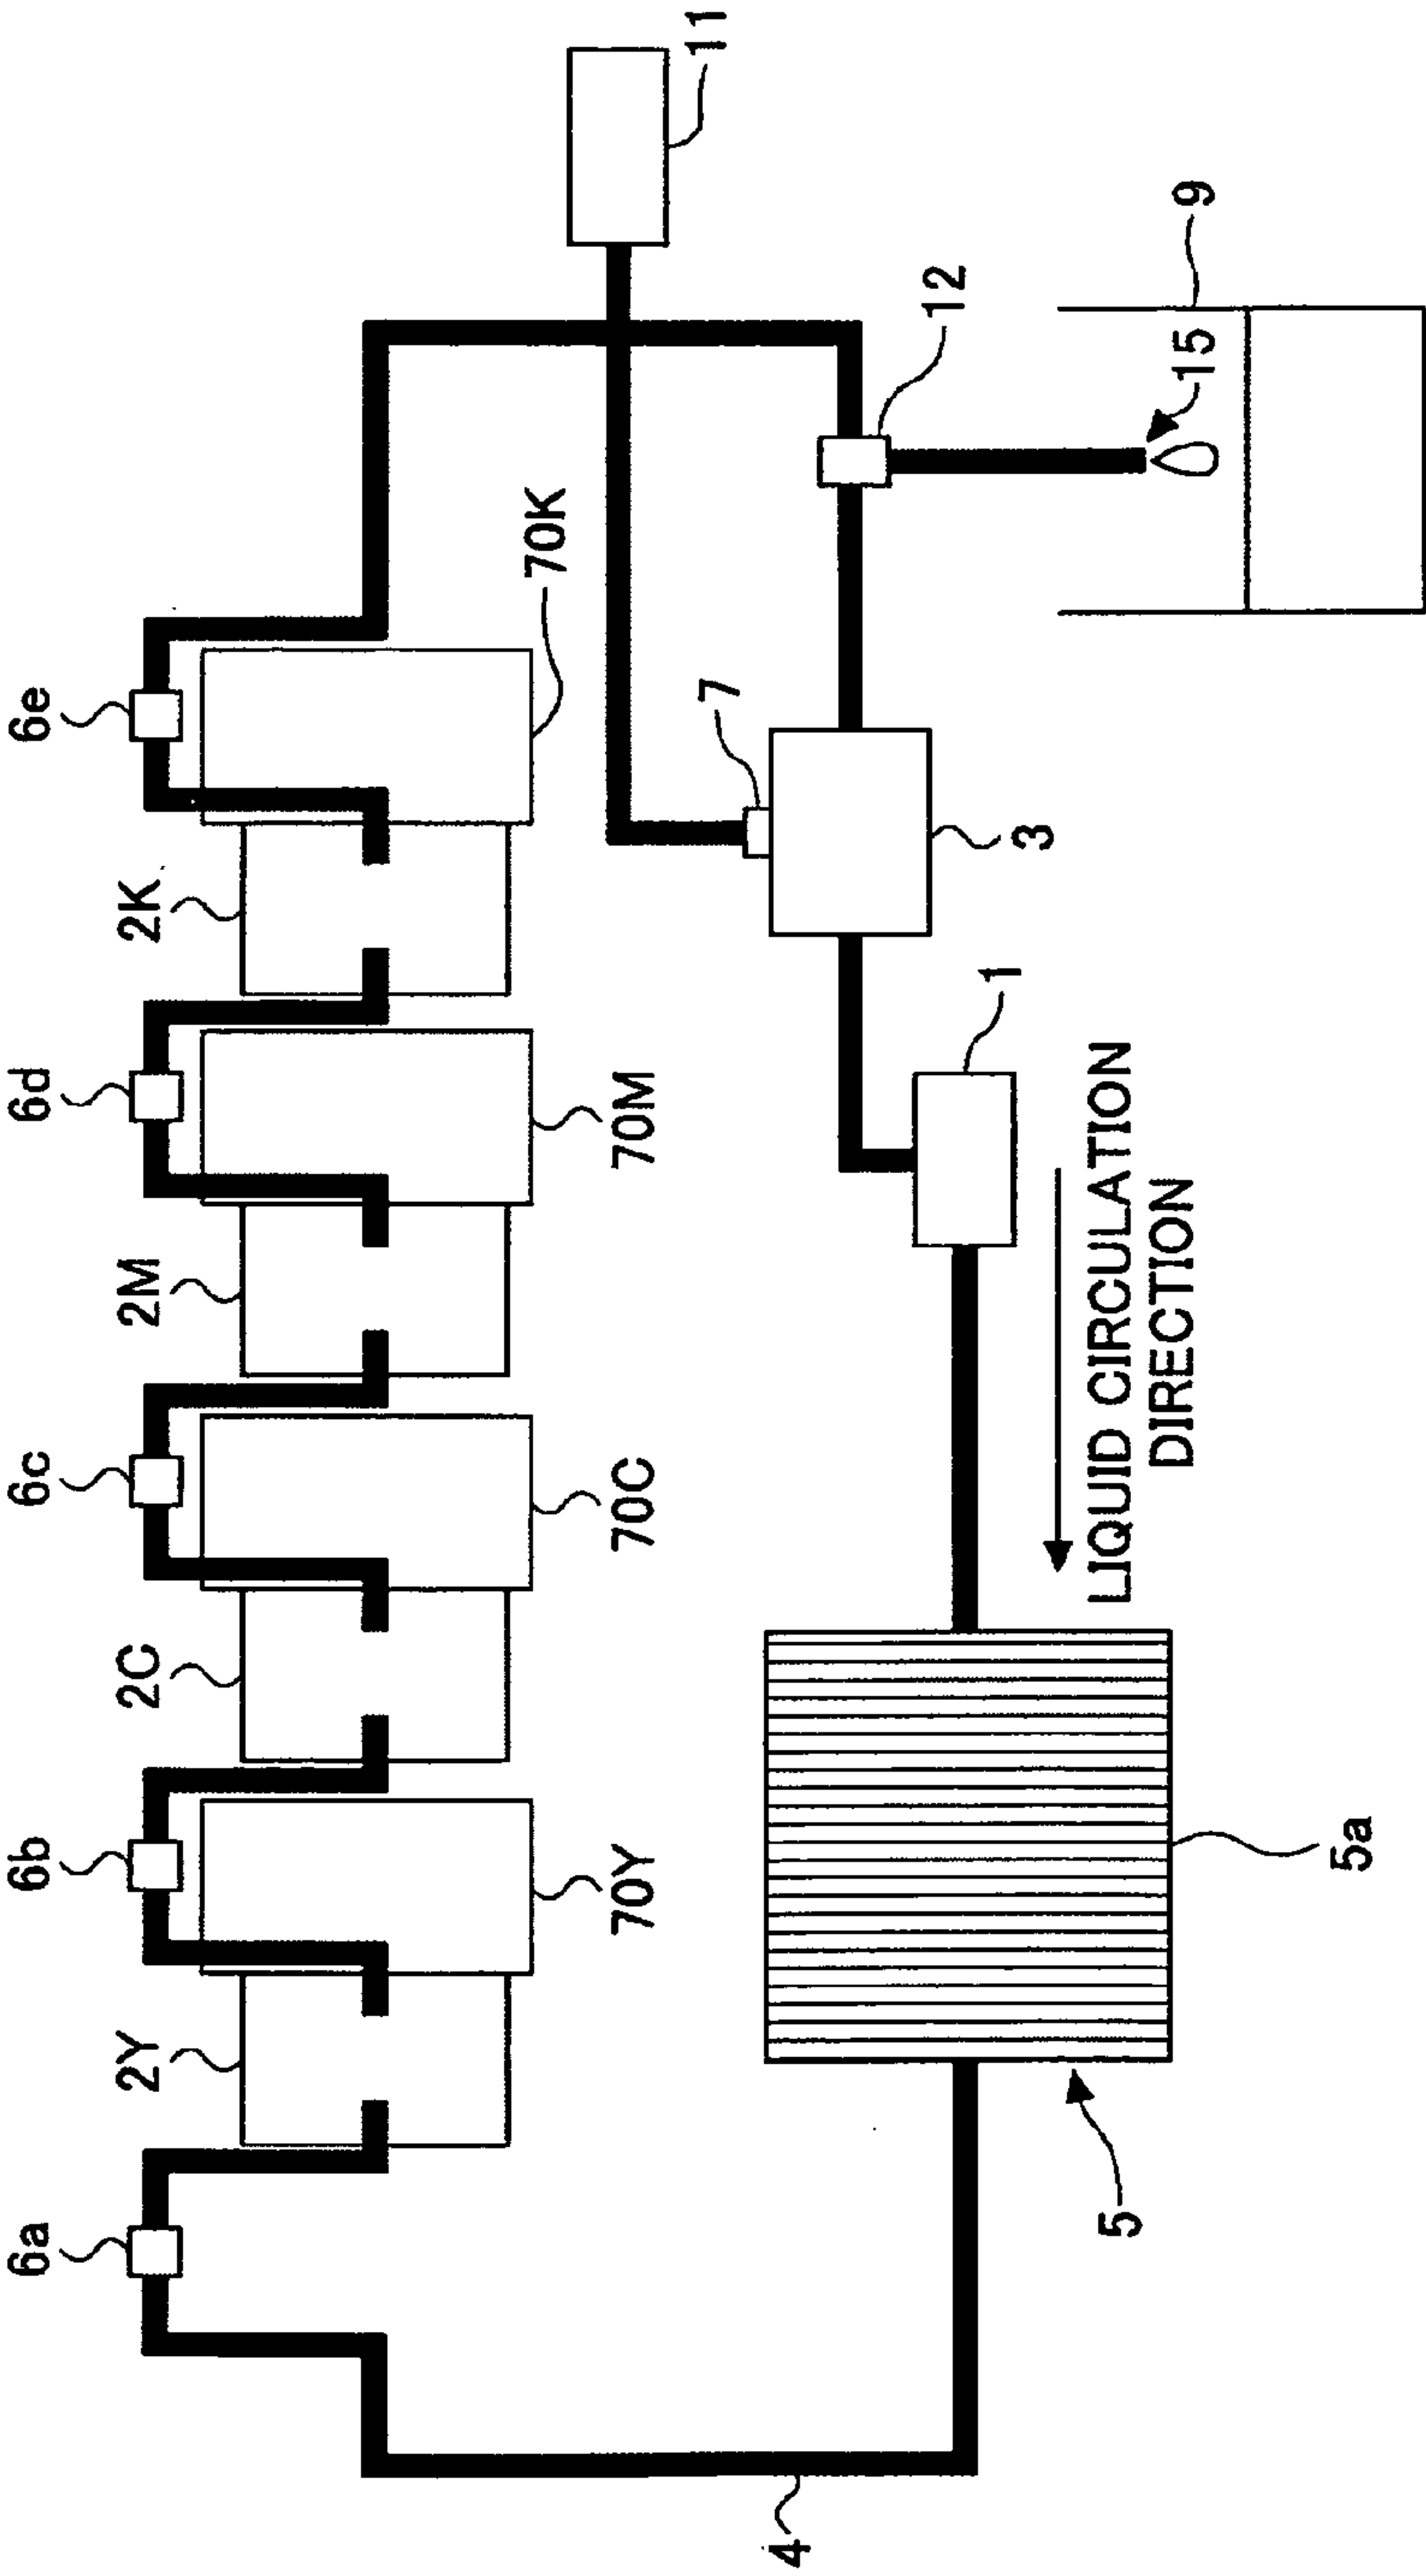 6a
6b
6c
6d
6e
2Y
2C
2M
2K
70Y
70C
70M
70K
11
7
12
3
9
15
1
LIQUID CIRCULATION
DIRECTION
4
5
5a